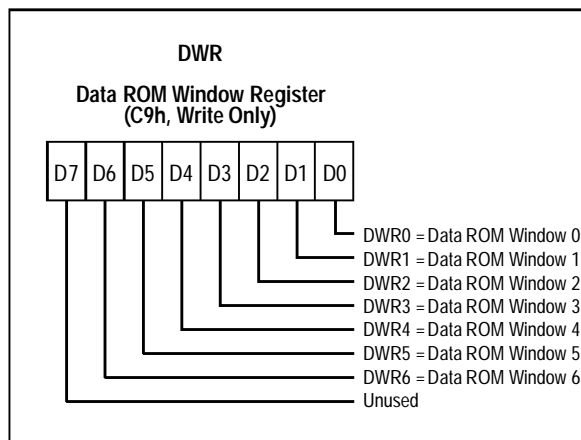 DWR
Data ROM Window Register
(C9h, Write Only)
D7 D6 D5 D4 D3 D2 D1 D0
DWR0 = Data ROM Window 0
DWR1 = Data ROM Window 1
DWR2 = Data ROM Window 2
DWR3 = Data ROM Window 3
DWR4 = Data ROM Window 4
DWR5 = Data ROM Window 5
DWR6 = Data ROM Window 6
Unused